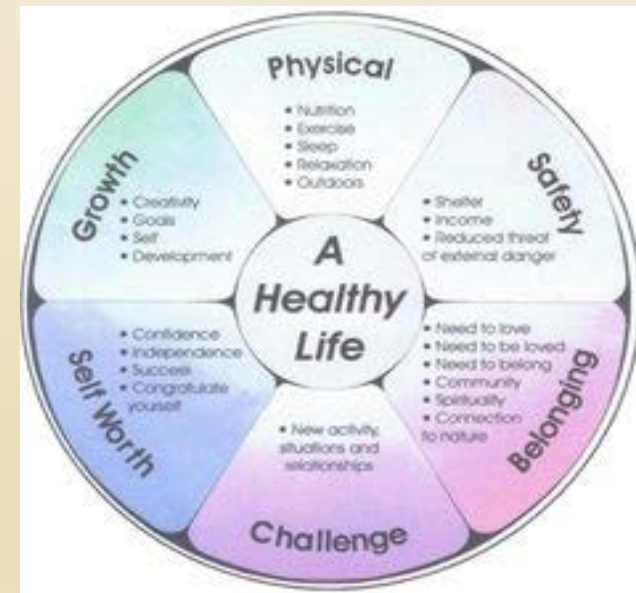 Physical
• Nutrition
• Exercise
• Sleep
• Relaxation
• Outdoors
Safety
• Shelter
• Income
• Reduced threat
of external danger
Belonging
• Need to love
• Need to be loved
• Need to belong
• Community
• Spirituality
• Connection
to nature
Challenge
• New activity,
situations and
relationships
Self Worth
• Confidence
• Independence
• Success
• Congratulate
yourself
Growth
• Creativity
• Goals
• Self
• Development
A
Healthy
Life